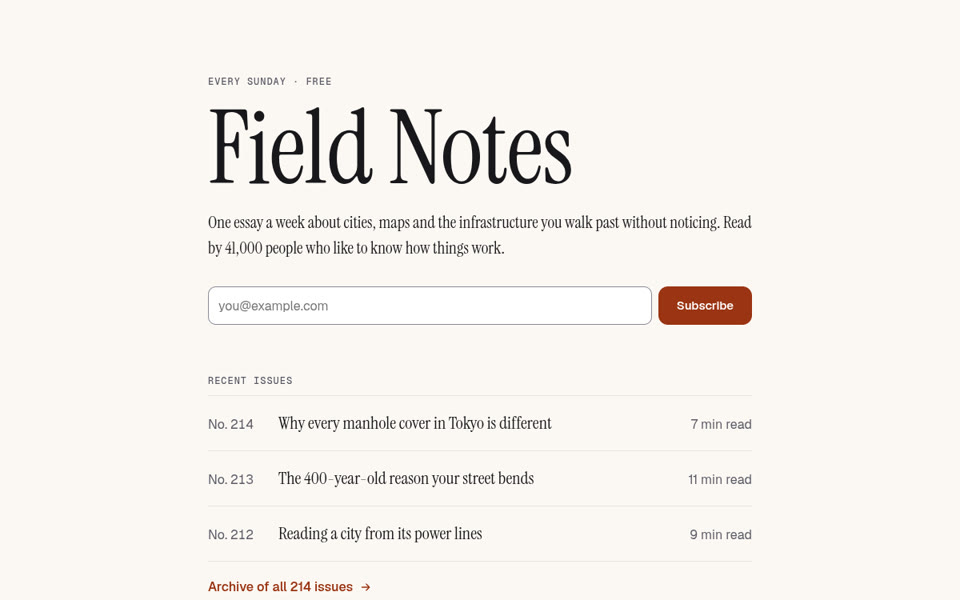 EVERY SUNDAY · FREE
Field Notes
One essay a week about cities, maps and the infrastructure you walk past without noticing. Read
by 41,000 people who like to know how things work.
you@example.com
Subscribe
RECENT ISSUES
No. 214 Why every manhole cover in Tokyo is different 7 min read
No. 213 The 400-year-old reason your street bends 11 min read
No. 212 Reading a city from its power lines 9 min read
Archive of all 214 issues →